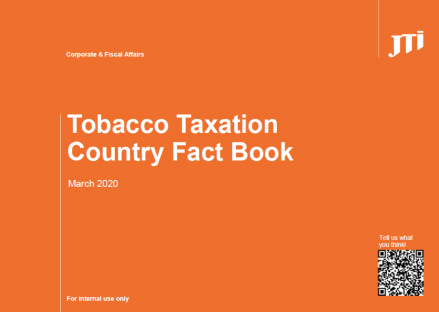 JTi
Corporate & Fiscal Affairs
Tobacco Taxation
Country Fact Book
March 2020
Tell us what
you think!
For internal use only